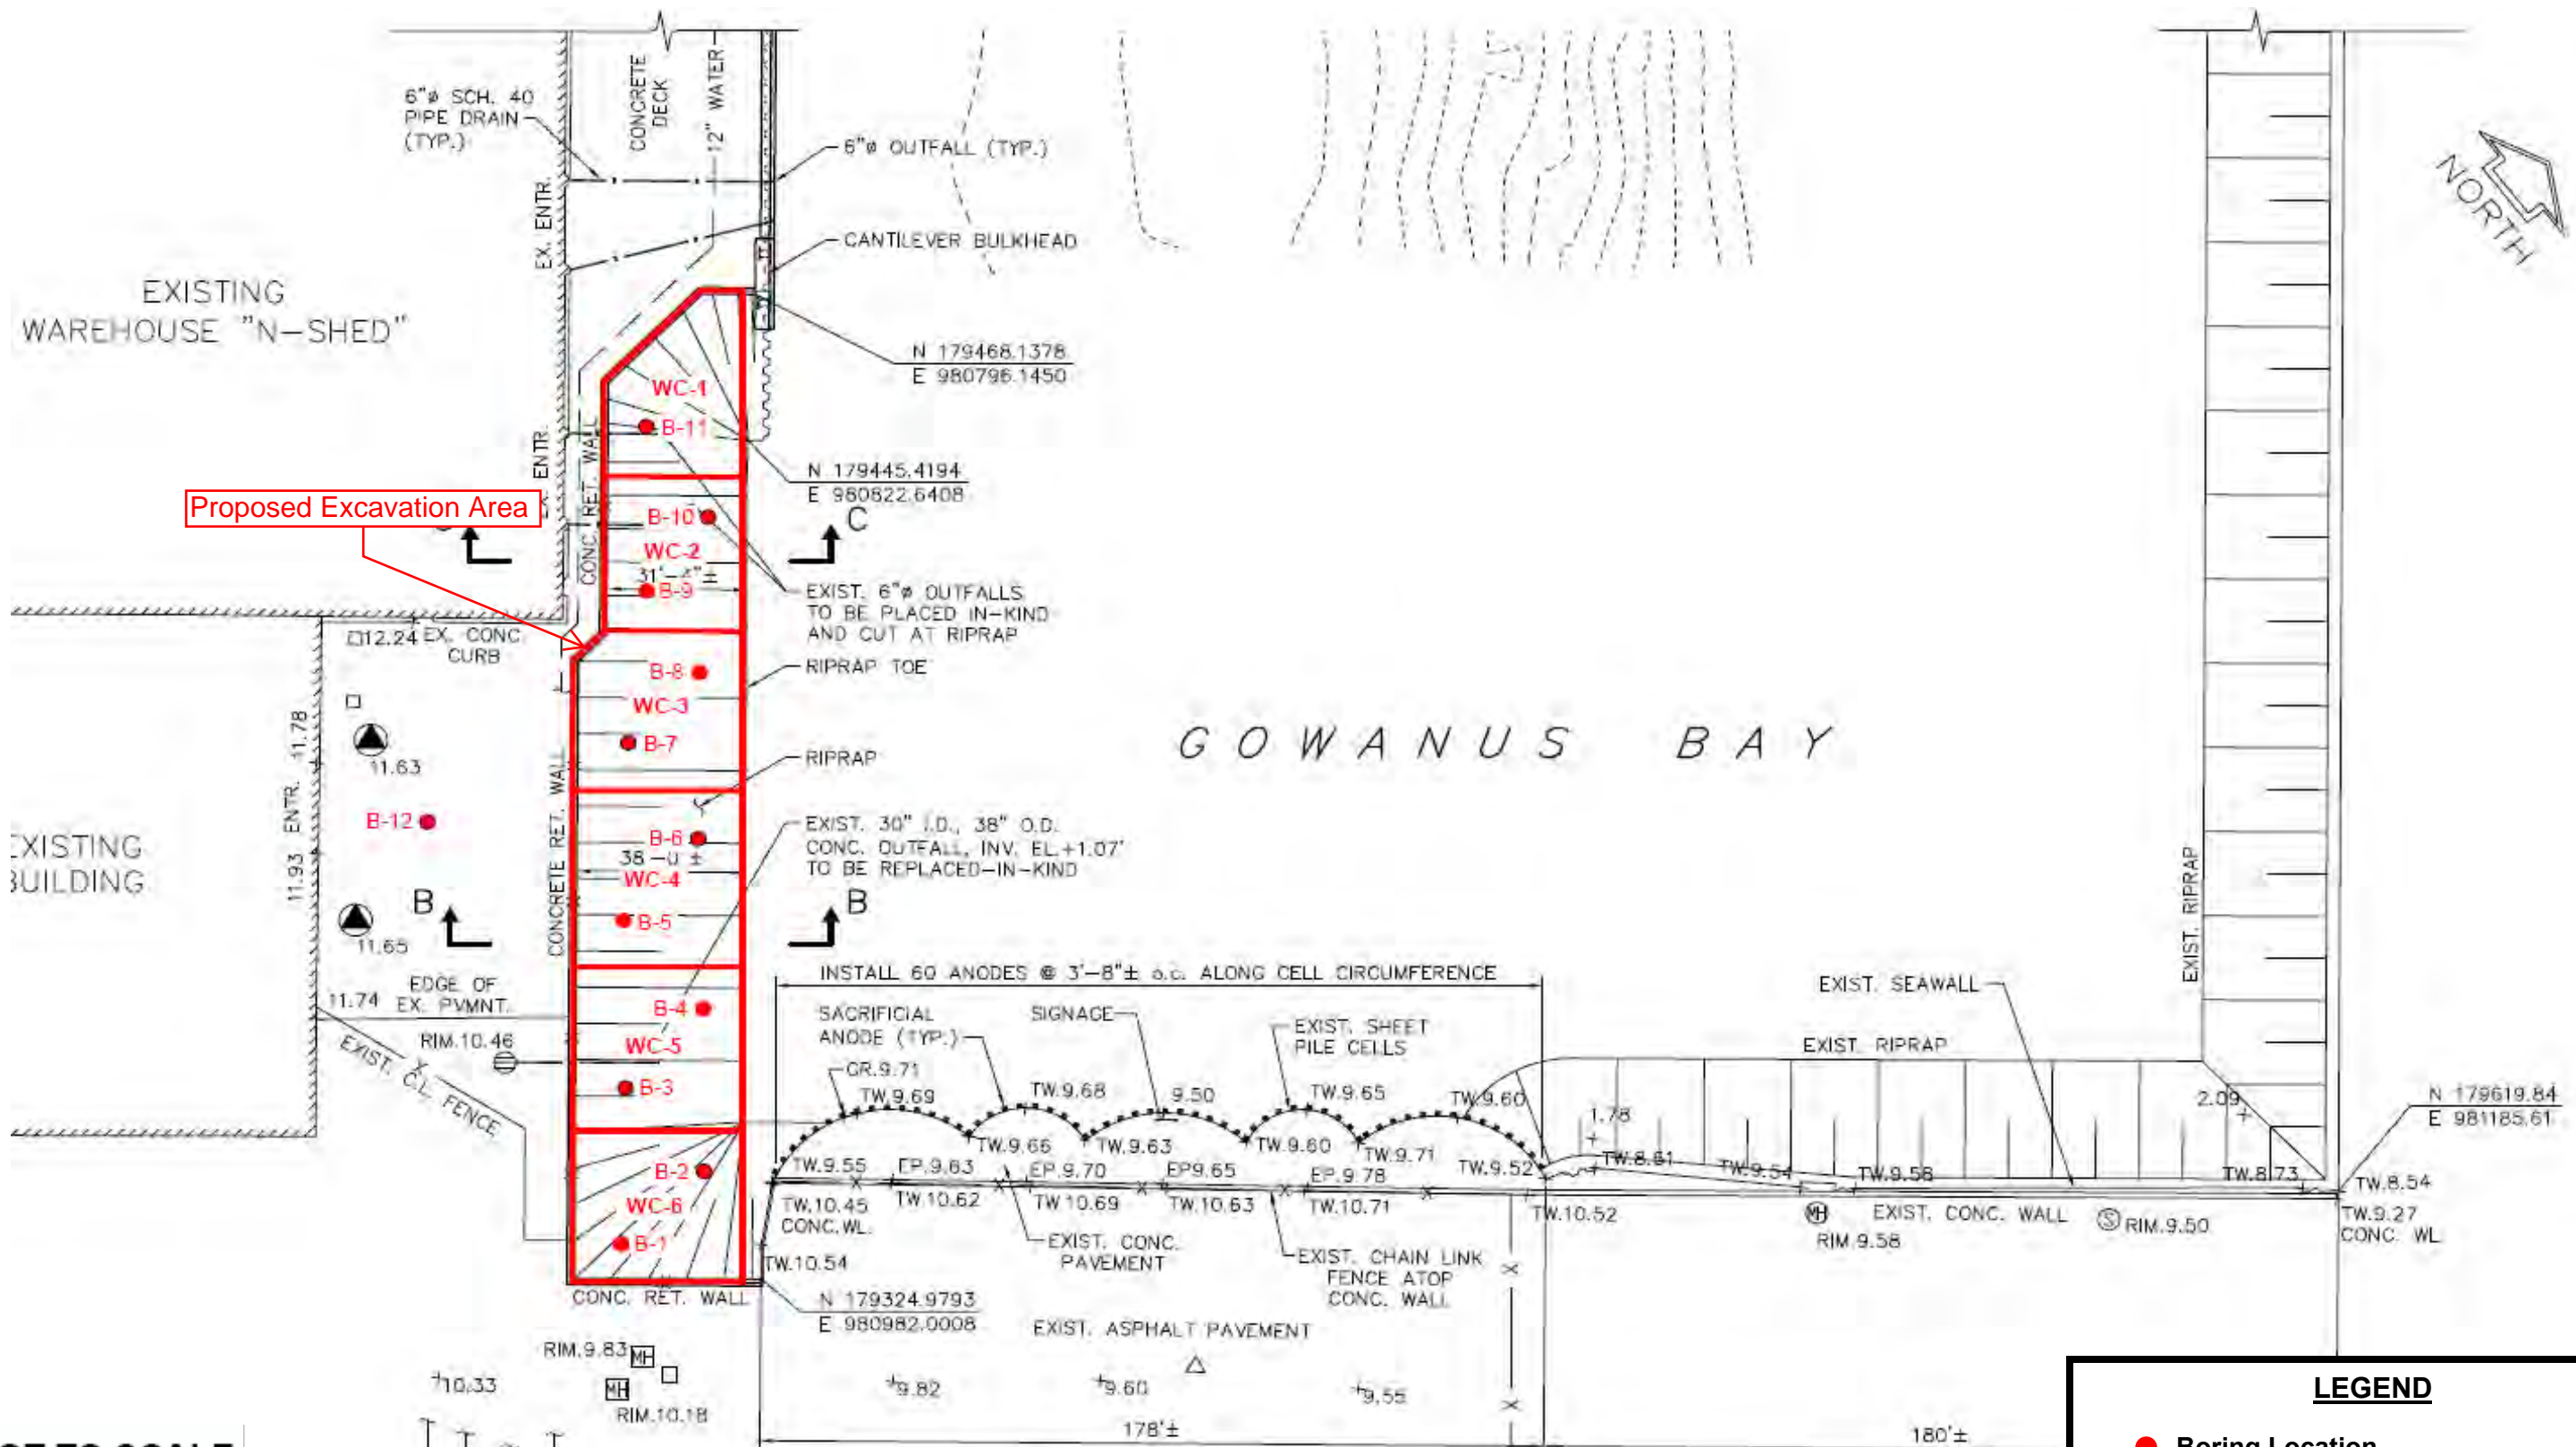 6"ø SCH. 40
PIPE DRAIN
(TYP.)
CONCRETE
DECK
12" WATER
6"ø OUTFALL (TYP.)
CANTILEVER BULKHEAD
EX. ENTR.
NORTH
EXISTING
WAREHOUSE "N-SHED"
N 179468.1378
E 980796.1450
WC-1
B-11
ENTR.
CONC. RET. WALL
N 179445.4194
E 980822.6408
Proposed Excavation Area
B-10
C
WC-2
B-9
EXIST. 6"ø OUTFALLS
TO BE PLACED IN-KIND
AND CUT AT RIPRAP
12.24 EX. CONC.
CURB
B-8
RIPRAP TOE
WC-3
B-7
11.78
11.63
RIPRAP
GOWANUS BAY
CONCRETE RET. WALL
11.93 ENTR.
B-12
B-6
38'-0"±
WC-4
EXIST. 30" I.D., 38" O.D.
CONC. OUTFALL, INV. EL.+1.07'
TO BE REPLACED-IN-KIND
EXISTING
BUILDING
B-5
B
B
11.65
EXIST. RIPRAP
INSTALL 60 ANODES @ 3'-8"± o.c. ALONG CELL CIRCUMFERENCE
EDGE OF
EX. PVMNT.
11.74
B-4
SACRIFICIAL
ANODE (TYP.)
SIGNAGE
EXIST. SHEET
PILE CELLS
EXIST. SEAWALL
RIM.10.46
WC-5
EXIST. C.L. FENCE
X
EXIST. RIPRAP
GR.9.71
B-3
TW.9.69
TW.9.68
9.50
TW.9.65
TW.9.60
1.78
2.09
N 179619.84
E 981185.61
TW.9.66
TW.9.63
TW.9.60
TW.9.71
B-2
TW.9.55
EP.9.63
EP.9.70
EP9.65
EP.9.78
TW.9.52
TW.8.61
TW.9.54
TW.9.58
TW.8.73
TW.8.54
WC-6
TW.10.45
CONC.WL.
TW.10.62
TW 10.69
TW.10.63
TW.10.71
TW.10.52
MH
RIM.9.58
EXIST. CONC. WALL
S
RIM.9.50
TW.9.27
CONC. WL
B-1
TW.10.54
EXIST. CONC.
PAVEMENT
EXIST. CHAIN LINK
FENCE ATOP
CONC. WALL
CONC. RET. WALL
N 179324.9793
E 980982.0008
EXIST. ASPHALT PAVEMENT
RIM.9.83 MH
10.33
MH
RIM.10.18
9.82
9.60
9.55
178'±
180'±
LEGEND
Boring Location